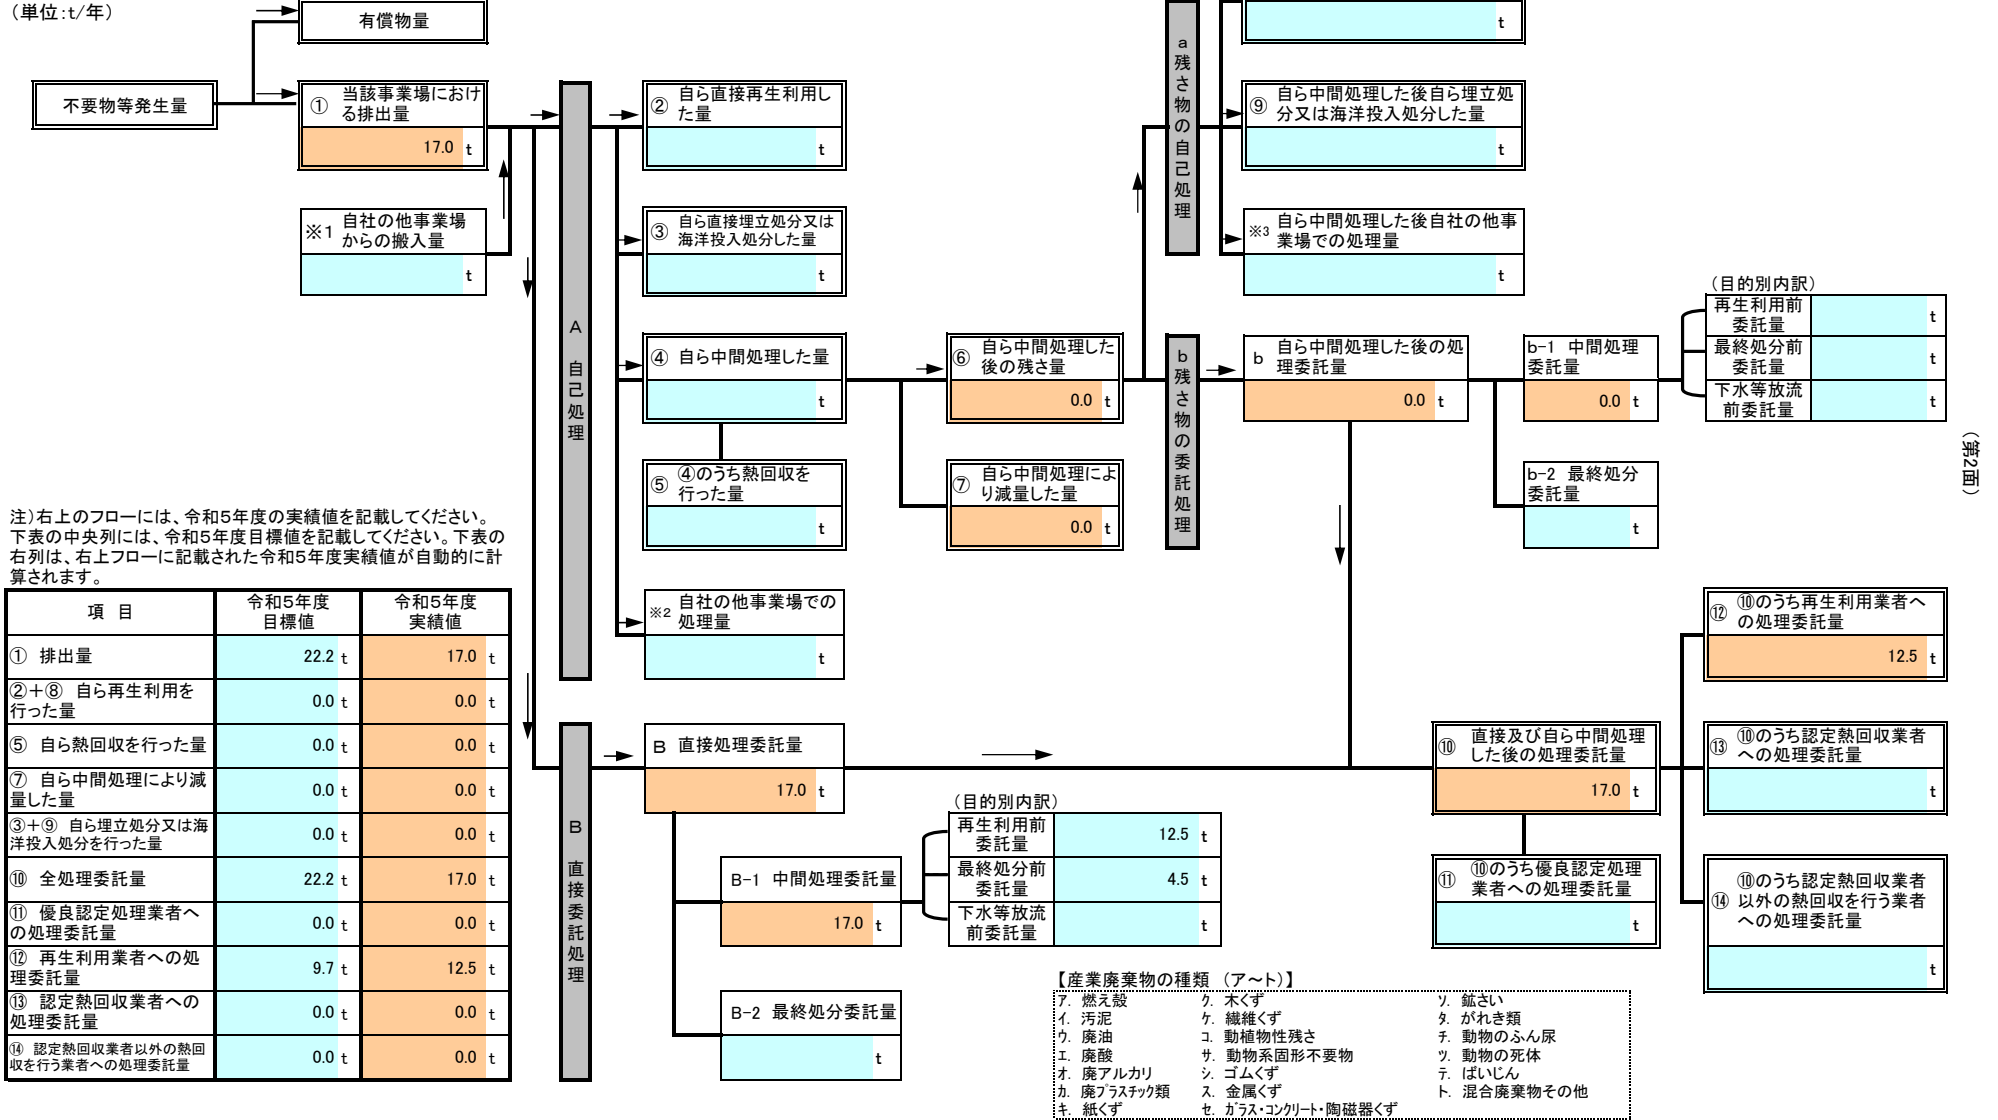 （単位:t/年）
有償物量
不要物等発生量
① 当該事業場におけ
る排出量
17.0 t
※1 自社の他事業場
からの搬入量
t
A 自己処理
② 自ら直接再生利用し
た量
t
③ 自ら直接埋立処分又は
海洋投入処分した量
t
④ 自ら中間処理した量
t
⑤ ④のうち熱回収を
行った量
t
※2 自社の他事業場での
処理量
t
⑥ 自ら中間処理した
後の残さ量
0.0 t
⑦ 自ら中間処理によ
り減量した量
0.0 t
a 残さ物の自己処理
t
⑨ 自ら中間処理した後自ら埋立処
分又は海洋投入処分した量
t
※3 自ら中間処理した後自社の他事
業場での処理量
t
b 残さ物の委託処理
b 自ら中間処理した後の処
理委託量
0.0 t
b-1 中間処理
委託量
0.0 t
b-2 最終処分
委託量
t
（目的別内訳）
再生利用前
委託量
t
最終処分前
委託量
t
下水等放流
前委託量
t
（第2面）
注）右上のフローには、令和5年度の実績値を記載してください。
下表の中央列には、令和5年度目標値を記載してください。下表の
右列は、右上フローに記載された令和5年度実績値が自動的に計
算されます。
項 目
令和5年度
目標値
令和5年度
実績値
① 排出量
22.2 t 17.0 t
②＋⑧ 自ら再生利用を
行った量
0.0 t 0.0 t
⑤ 自ら熱回収を行った量
0.0 t 0.0 t
⑦ 自ら中間処理により減
量した量
0.0 t 0.0 t
③＋⑨ 自ら埋立処分又は海
洋投入処分を行った量
0.0 t 0.0 t
⑩ 全処理委託量
22.2 t 17.0 t
⑪ 優良認定処理業者へ
の処理委託量
0.0 t 0.0 t
⑫ 再生利用業者への処
理委託量
9.7 t 12.5 t
⑬ 認定熱回収業者への
処理委託量
0.0 t 0.0 t
⑭ 認定熱回収業者以外の熱回
収を行う業者への処理委託量
0.0 t 0.0 t
B 直接委託処理
B 直接処理委託量
17.0 t
B-1 中間処理委託量
17.0 t
B-2 最終処分委託量
t
（目的別内訳）
再生利用前
委託量
12.5 t
最終処分前
委託量
4.5 t
下水等放流
前委託量
t
⑩ 直接及び自ら中間処理
した後の処理委託量
17.0 t
⑪ ⑩のうち優良認定処理
業者への処理委託量
t
⑫ ⑩のうち再生利用業者へ
の処理委託量
12.5 t
⑬ ⑩のうち認定熱回収業者
への処理委託量
t
⑭ ⑩のうち認定熱回収業者
以外の熱回収を行う業者
への処理委託量
t
【産業廃棄物の種類 （ア～ト）】
ア. 燃え殻 ク. 木くず ソ. 鉱さい
イ. 汚泥 ケ. 繊維くず タ. がれき類
ウ. 廃油 コ. 動植物性残さ チ. 動物のふん尿
エ. 廃酸 サ. 動物系固形不要物 ツ. 動物の死体
オ. 廃アルカリ シ. ゴムくず テ. ばいじん
カ. 廃プラスチック類 ス. 金属くず ト. 混合廃棄物その他
キ. 紙くず セ. ガラス・コンクリート・陶磁器くず